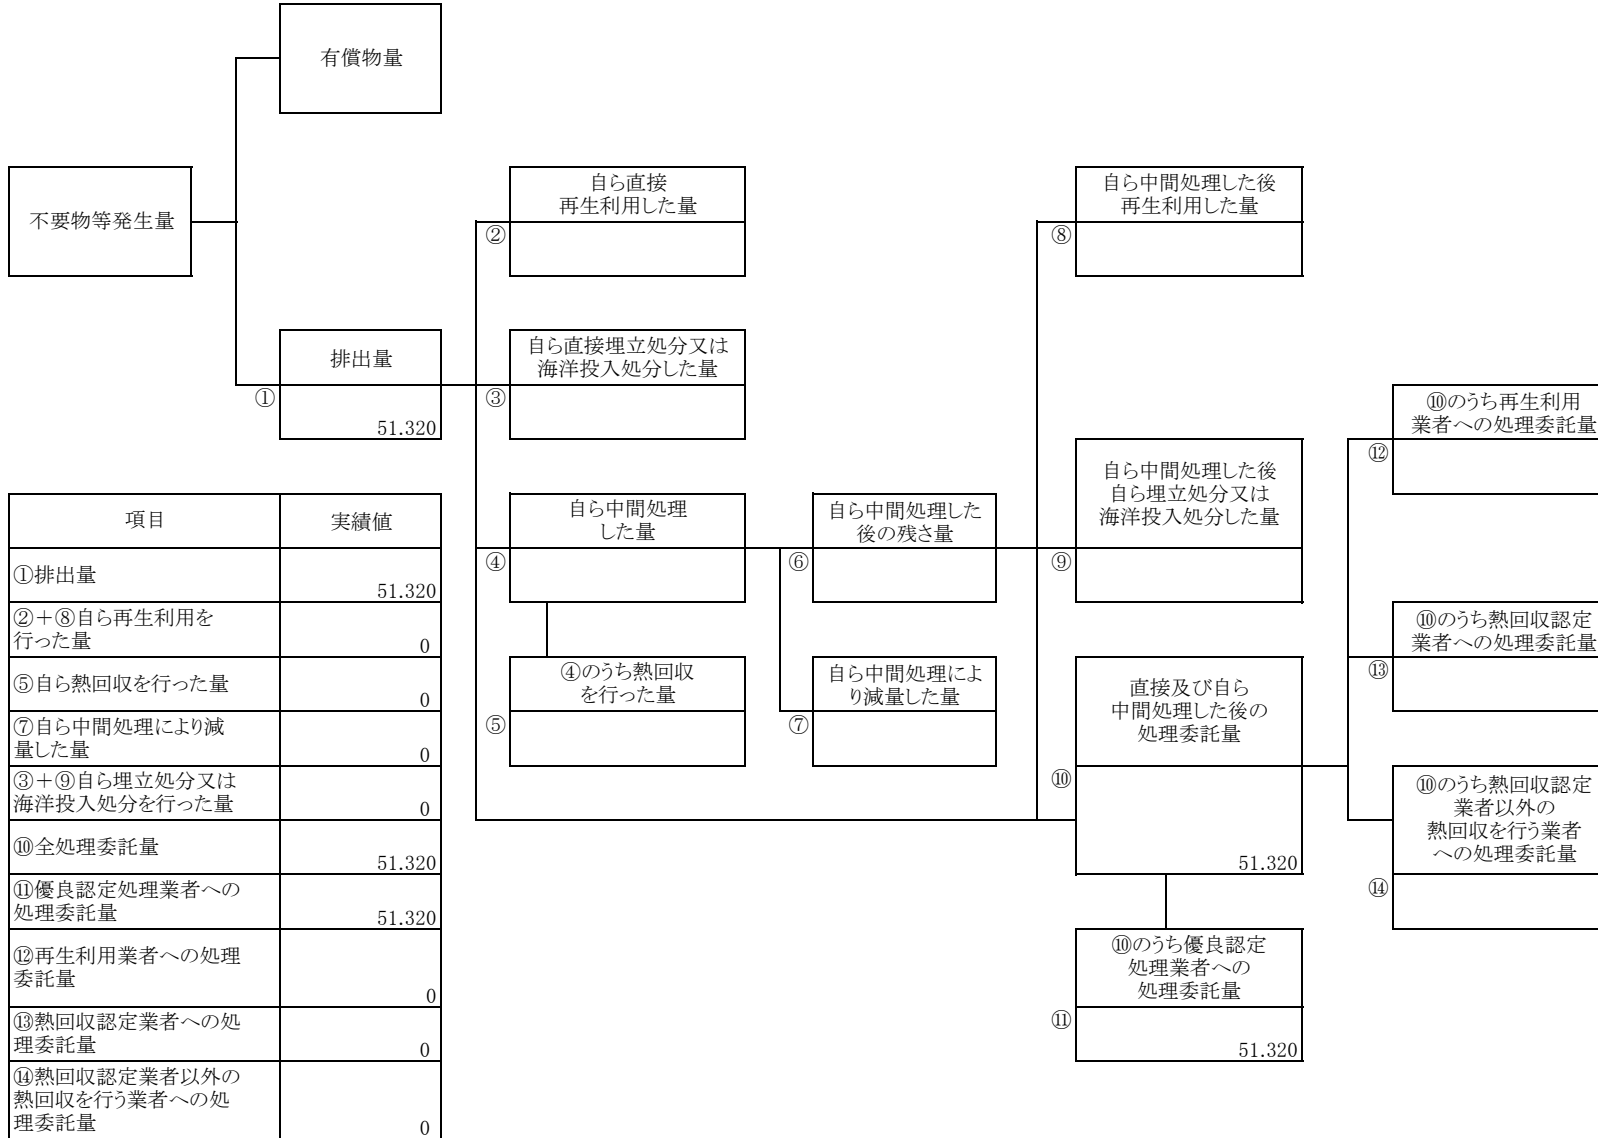 有償物量
不要物等発生量
自ら直接
再生利用した量
②
自ら中間処理した後
再生利用した量
⑧
排出量
①
51.320
自ら直接埋立処分又は
海洋投入処分した量
③
⑩のうち再生利用
業者への処理委託量
⑫
自ら中間処理した後
自ら埋立処分又は
海洋投入処分した量
⑨
自ら中間処理
した量
④
自ら中間処理した
後の残さ量
⑥
⑩のうち熱回収認定
業者への処理委託量
⑬
④のうち熱回収
を行った量
⑤
自ら中間処理によ
り減量した量
⑦
直接及び自ら
中間処理した後の
処理委託量
⑩
51.320
⑩のうち熱回収認定
業者以外の
熱回収を行う業者
への処理委託量
⑭
⑩のうち優良認定
処理業者への
処理委託量
⑪
51.320
項目 実績値
①排出量
51.320
②+⑧自ら再生利用を
行った量
0
⑤自ら熱回収を行った量
0
⑦自ら中間処理により減
量した量
0
③+⑨自ら埋立処分又は
海洋投入処分を行った量
0
⑩全処理委託量
51.320
⑪優良認定処理業者への
処理委託量
51.320
⑫再生利用業者への処理
委託量
0
⑬熱回収認定業者への処
理委託量
0
⑭熱回収認定業者以外の
熱回収を行う業者への処
理委託量
0